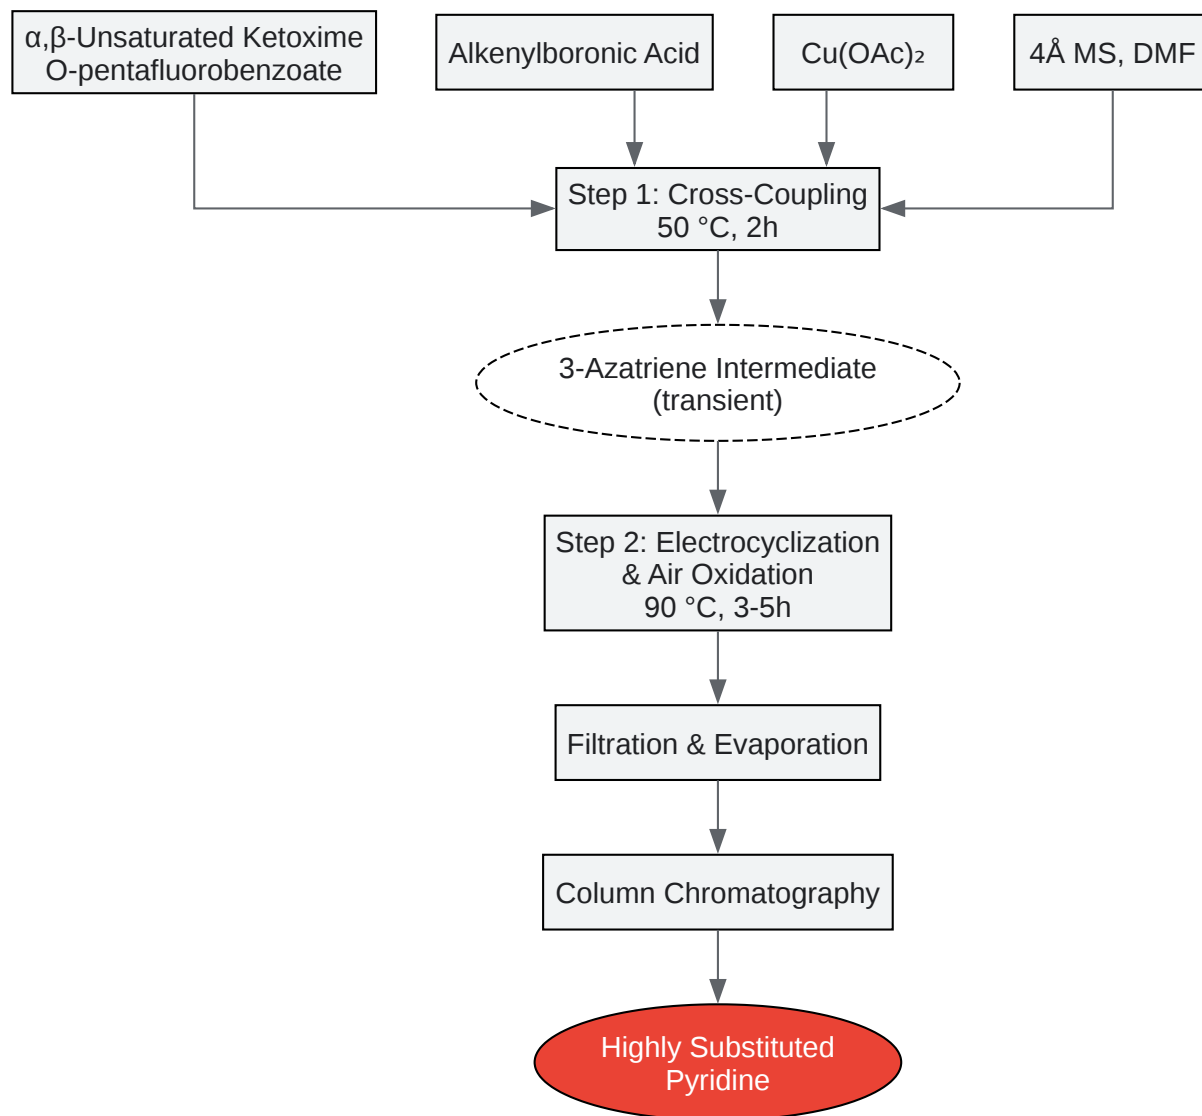 α,β-Unsaturated Ketoxime
O-pentafluorobenzoate
Alkenylboronic Acid
Cu(OAc)₂
4Å MS, DMF
Step 1: Cross-Coupling
50 °C, 2h
3-Azatriene Intermediate
(transient)
Step 2: Electrocyclization
& Air Oxidation
90 °C, 3-5h
Filtration & Evaporation
Column Chromatography
Highly Substituted
Pyridine